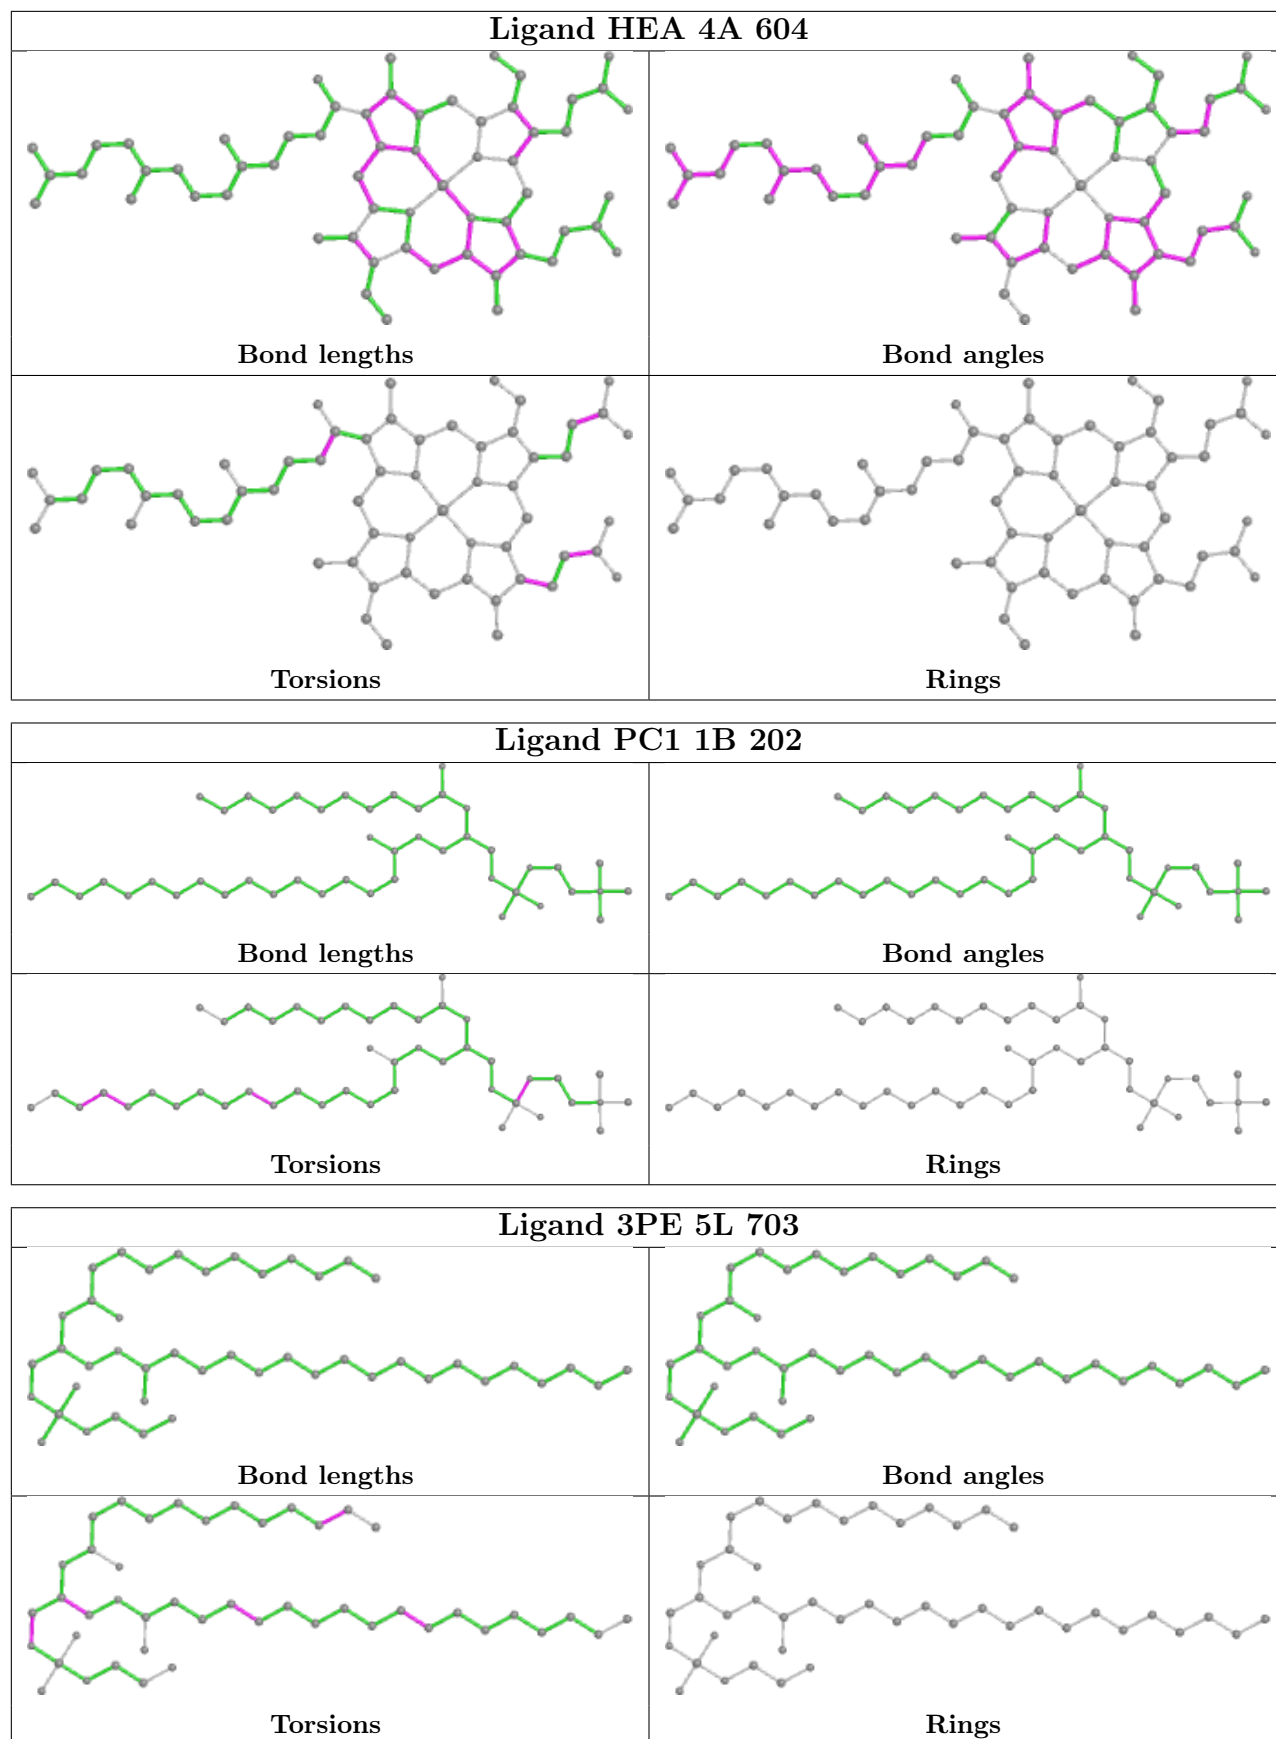 Ligand HEA 4A 604
Bond lengths
Bond angles
Torsions
Rings
Ligand PC1 1B 202
Bond lengths
Bond angles
Torsions
Rings
Ligand 3PE 5L 703
Bond lengths
Bond angles
Torsions
Rings